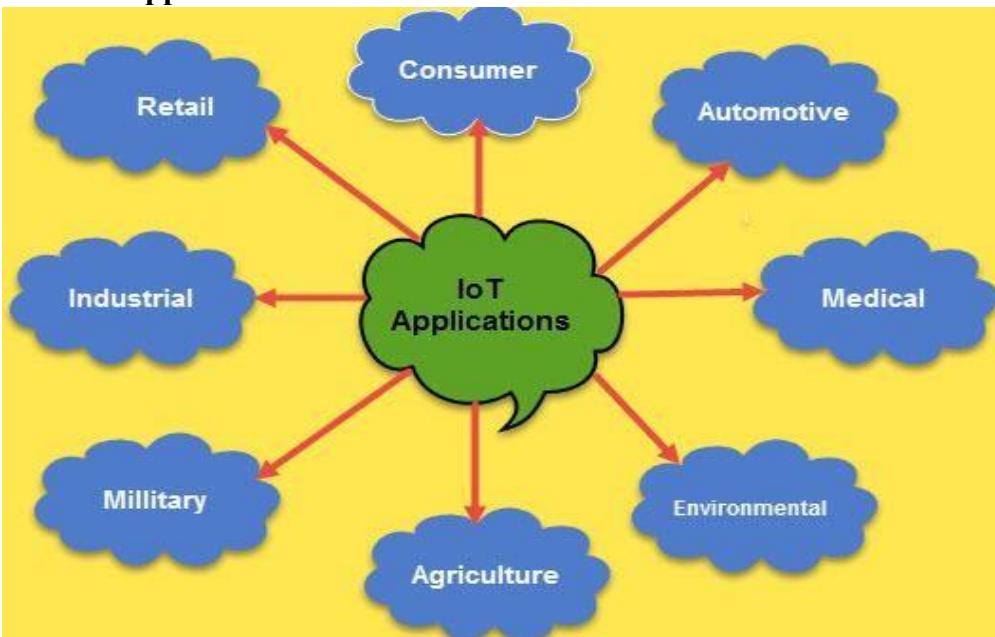 Retail
Consumer
Automotive
Industrial
IoT
Applications
Medical
Millitary
Agriculture
Environmental